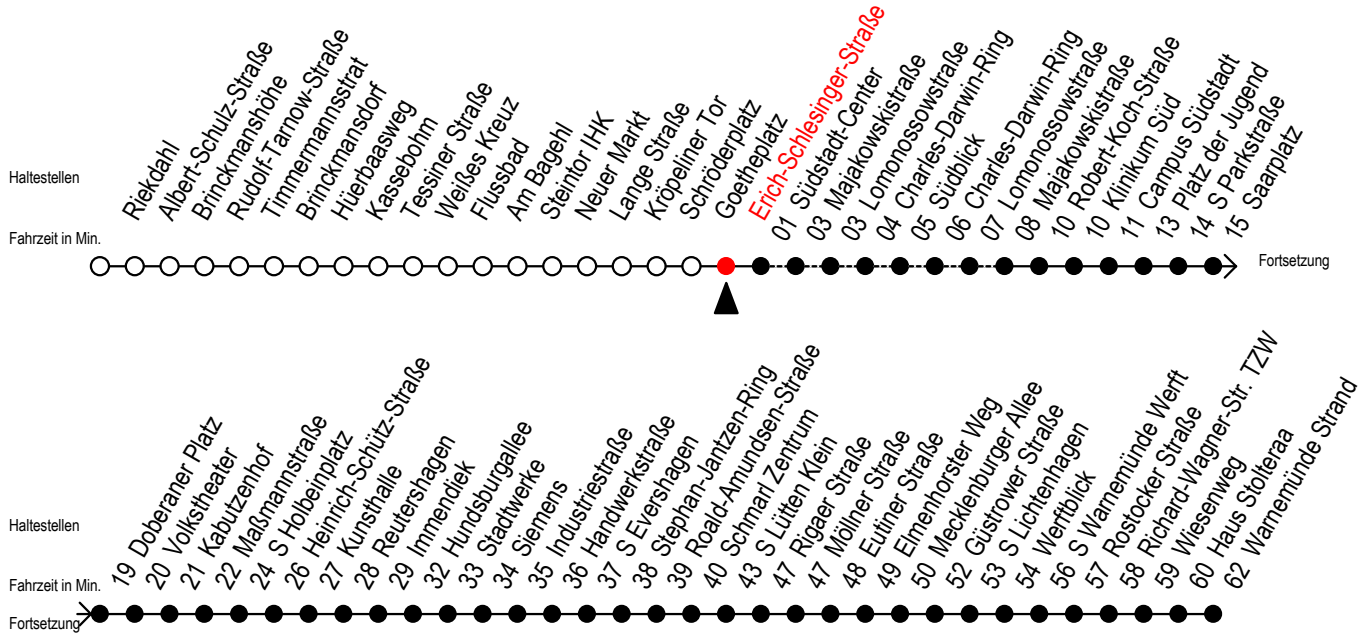 Haltestellen
Riekdahl
Albert-Schulz-Straße
Brinckmanshöhe
Rudolf-Tarnow-Straße
Timmermannsstrat
Brinckmansdorf
Hüerbaasweg
Kassebohm
Tessiner Straße
Weißes Kreuz
Flussbad
Am Bagehl
Steintor IHK
Neuer Markt
Lange Straße
Kröpeliner Tor
Schröderplatz
Goetheplatz
Erich-Schlesinger-Straße
01 Südstadt-Center
03 Majakowskistraße
03 Lomonossowstraße
04 Charles-Darwin-Ring
05 Südblick
06 Charles-Darwin-Ring
07 Lomonossowstraße
08 Majakowskistraße
10 Robert-Koch-Straße
10 Klinikum Süd
11 Campus Südstadt
13 Platz der Jugend
14 S Parkstraße
15 Saarplatz
Fahrzeit in Min.
Fortsetzung
Haltestellen
19 Doberaner Platz
20 Volkstheater
21 Kabutzenhof
22 Maßmannstraße
24 S Holbeinplatz
26 Heinrich-Schütz-Straße
27 Kunsthalle
28 Reutershagen
29 Immendiek
32 Hundsburgallee
33 Stadtwerke
34 Siemens
35 Industriestraße
36 Handwerkstraße
37 S Evershagen
38 Stephan-Jantzen-Ring
39 Roald-Amundsen-Straße
40 Schmarl Zentrum
43 S Lütten Klein
47 Rigaer Straße
47 Möllner Straße
48 Eutiner Straße
49 Elmenhorster Weg
50 Mecklenburger Allee
52 Güstrower Straße
53 S Lichtenhagen
54 Werftblick
56 S Warnemünde Werft
57 Rostocker Straße
58 Richard-Wagner-Str. TZW
59 Wiesenweg
60 Haus Stolteraa
62 Warnemünde Strand
Fahrzeit in Min.
Fortsetzung